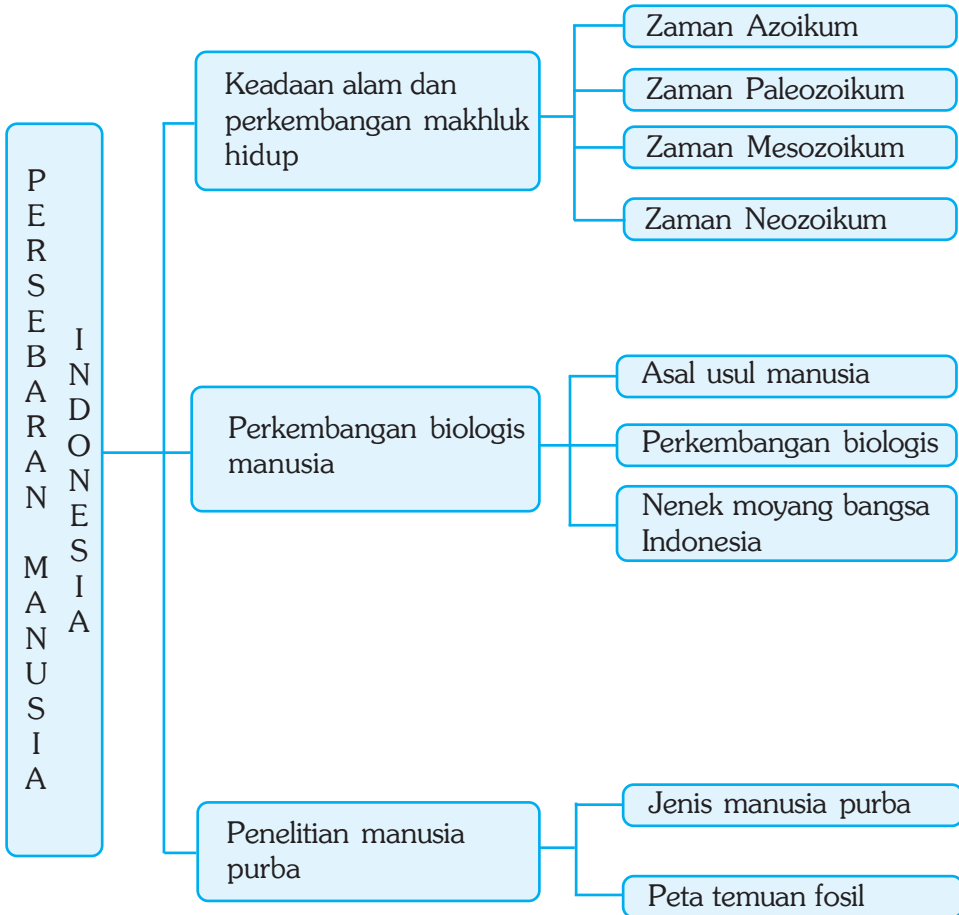 PERSEBARAN MANUSIA
INDONESIA
Keadaan alam dan
perkembangan makhluk
hidup
Zaman Azoikum
Zaman Paleozoikum
Zaman Mesozoikum
Zaman Neozoikum
Perkembangan biologis
manusia
Asal usul manusia
Perkembangan biologis
Nenek moyang bangsa
Indonesia
Penelitian manusia
purba
Jenis manusia purba
Peta temuan fosil